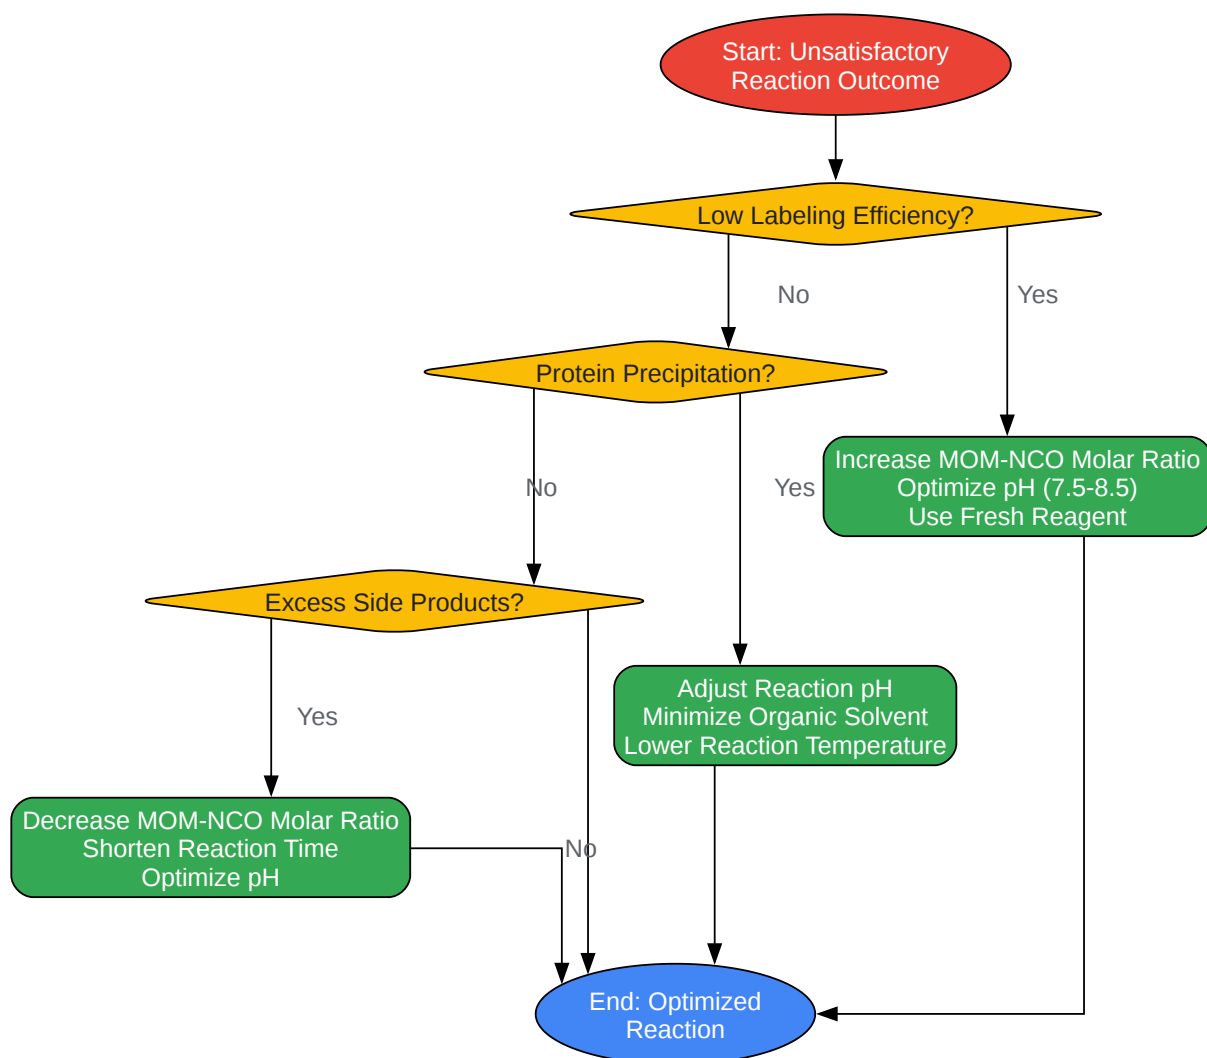 Start: Unsatisfactory
Reaction Outcome
Low Labeling Efficiency?
No
Yes
Protein Precipitation?
Increase MOM-NCO Molar Ratio
Optimize pH (7.5-8.5)
Use Fresh Reagent
No
Yes
Excess Side Products?
Adjust Reaction pH
Minimize Organic Solvent
Lower Reaction Temperature
Yes
Decrease MOM-NCO Molar Ratio
Shorten Reaction Time
Optimize pH
No
End: Optimized
Reaction